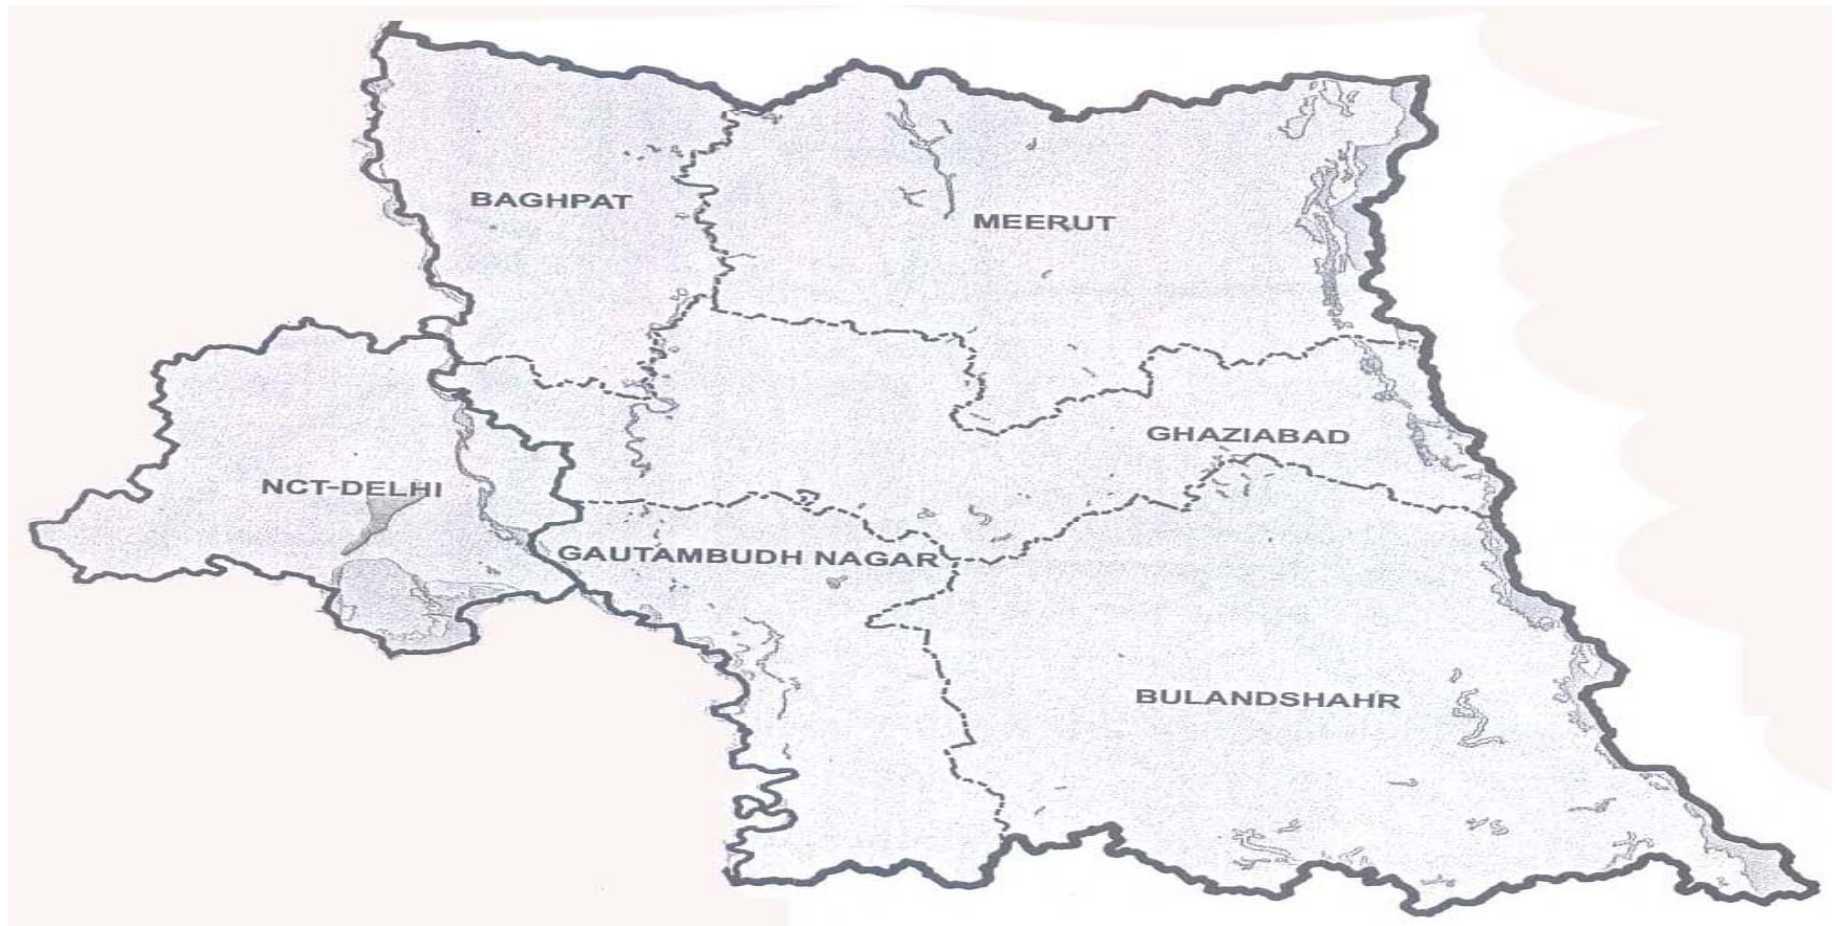 BAGHPAT
MEERUT
GHAZIABAD
NCT-DELHI
GAUTAMBUDH NAGAR
BULANDSHAHR